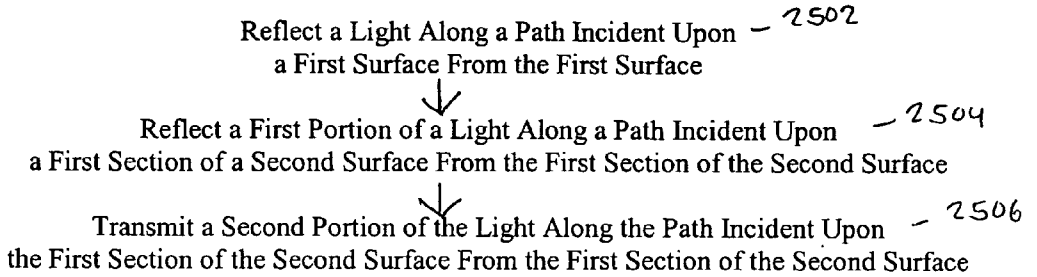 Reflect a Light Along a Path Incident Upon — 2502
a First Surface From the First Surface
Reflect a First Portion of a Light Along a Path Incident Upon — 2504
a First Section of a Second Surface From the First Section of the Second Surface
Transmit a Second Portion of the Light Along the Path Incident Upon - 2506
the First Section of the Second Surface From the First Section of the Second Surface